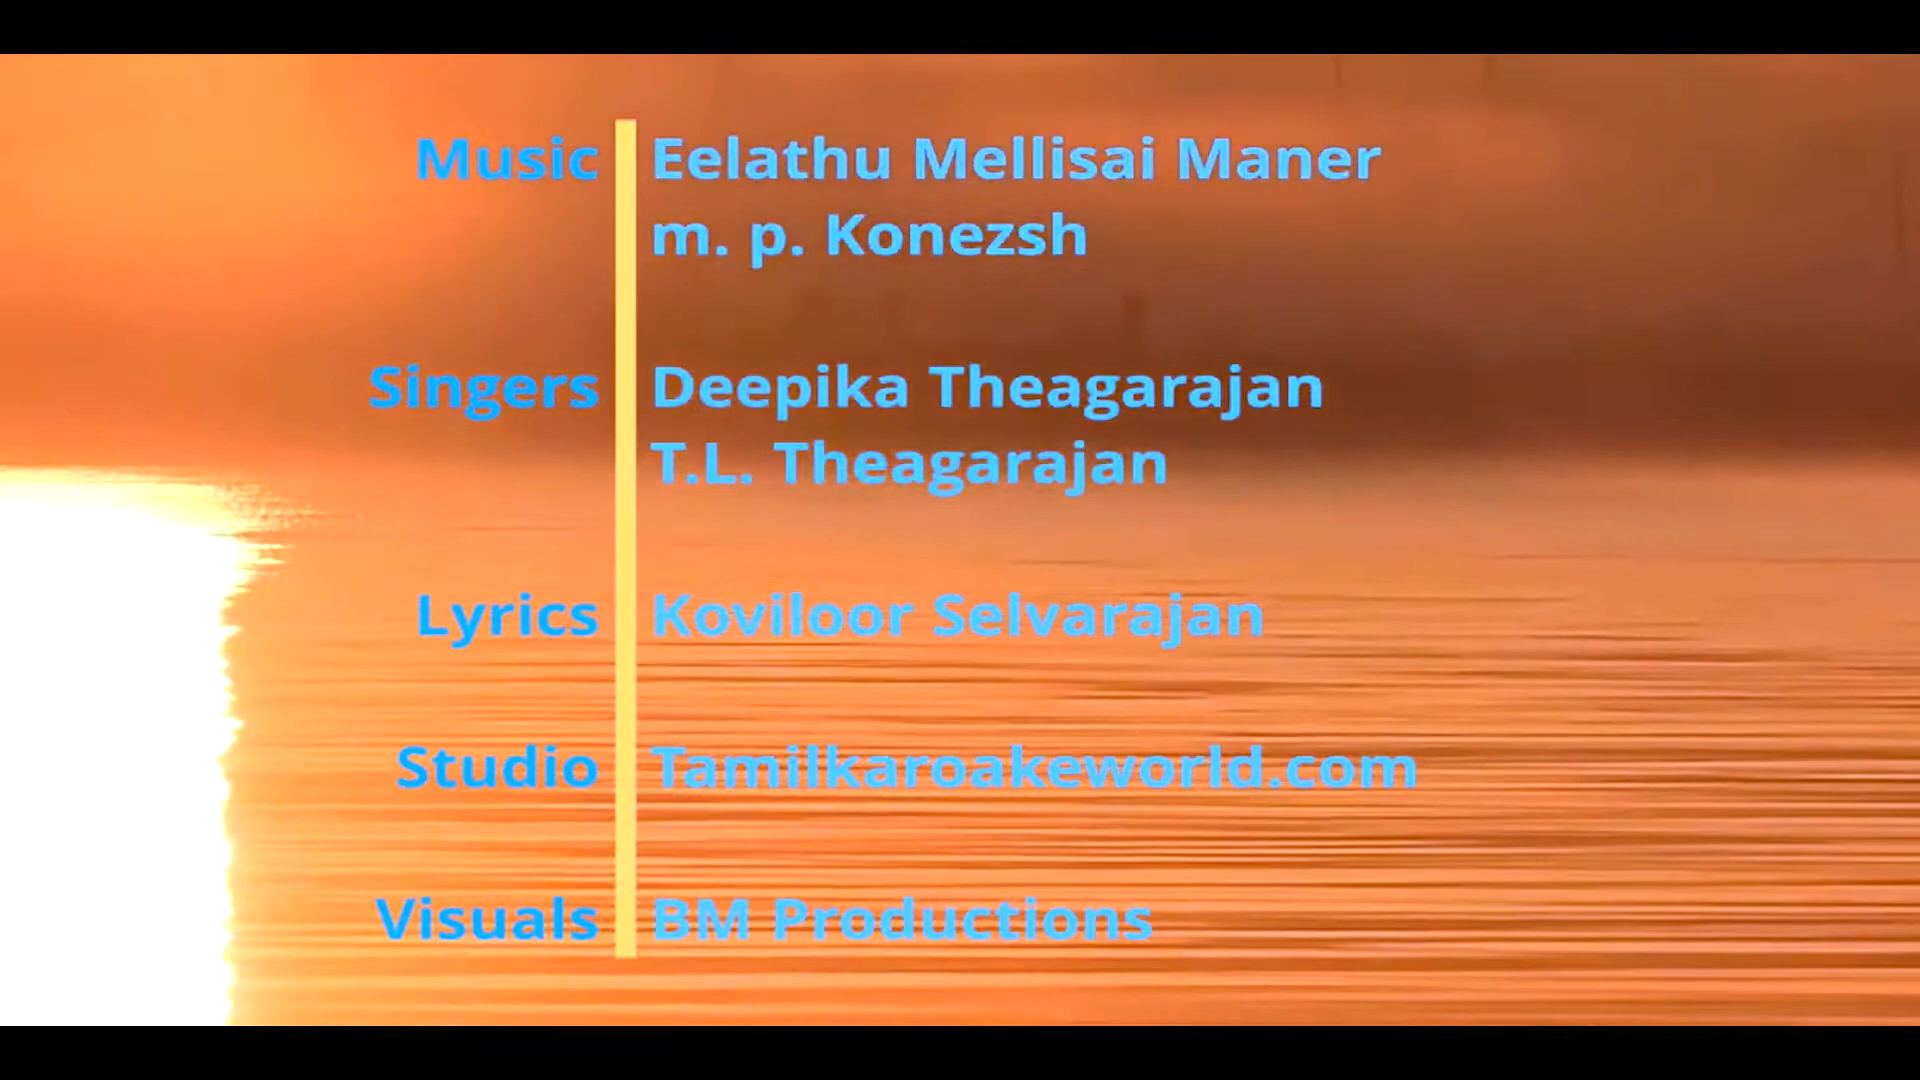 Music Eelathu Mellisai Maner
m. p. Konezsh
Singers Deepika Theagarajan
T.L. Theagarajan
Lyrics Koviloor Selvarajan
Studio Tamilkaroakeworld.com
Visuals BM Productions